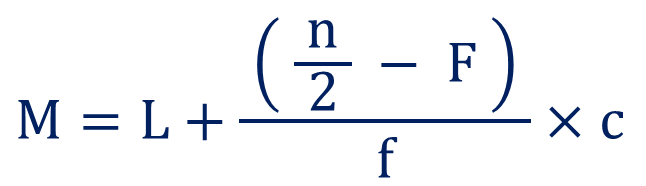 M = L + ( n/2 − F ) / f × c